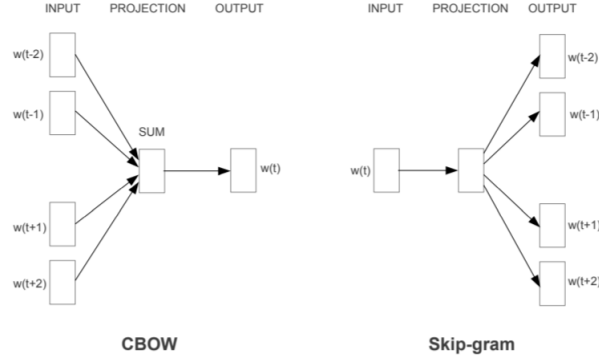 INPUT PROJECTION OUTPUT
w(t-2)
w(t-1)
SUM
w(t)
w(t+1)
w(t+2)
CBOW
INPUT PROJECTION OUTPUT
w(t-2)
w(t-1)
w(t)
w(t+1)
w(t+2)
Skip-gram